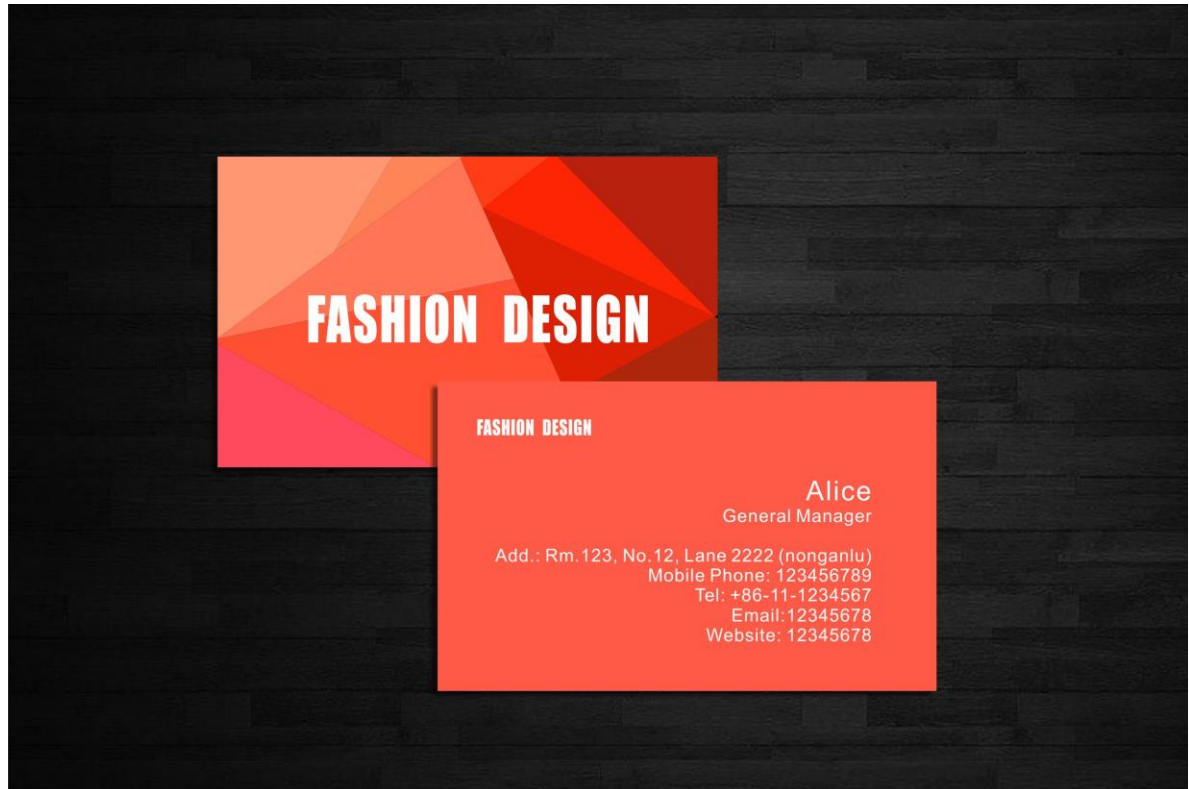 FASHION DESIGN
FASHION DESIGN
Alice
General Manager
Add.: Rm.123, No.12, Lane 2222 (nonganlu)
Mobile Phone: 123456789
Tel: +86-11-1234567
Email:12345678
Website: 12345678